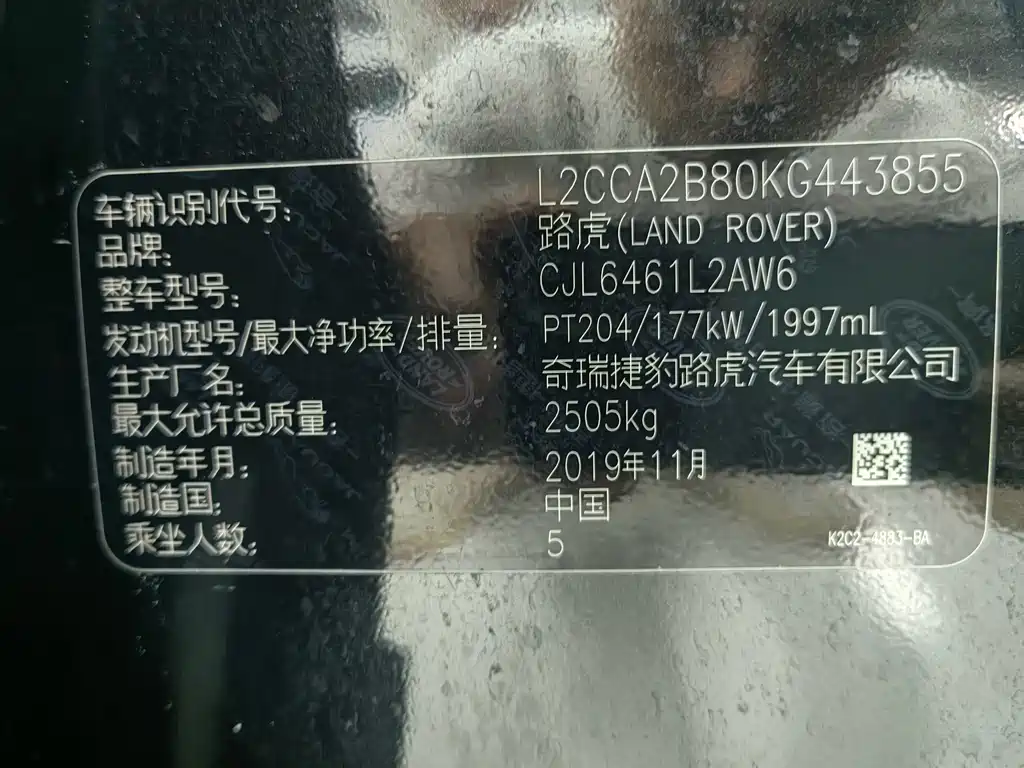 车辆识别代号: L2CCA2B80KG443855
品牌: 路虎(LAND ROVER)
整车型号: CJL6461L2AW6
发动机型号/最大净功率/排量: PT204/177kW/1997mL
生产厂名: 奇瑞捷豹路虎汽车有限公司
最大允许总质量: 2505kg
制造年月: 2019年11月
制造国: 中国
乘坐人数: 5
K2C2-4883-BA